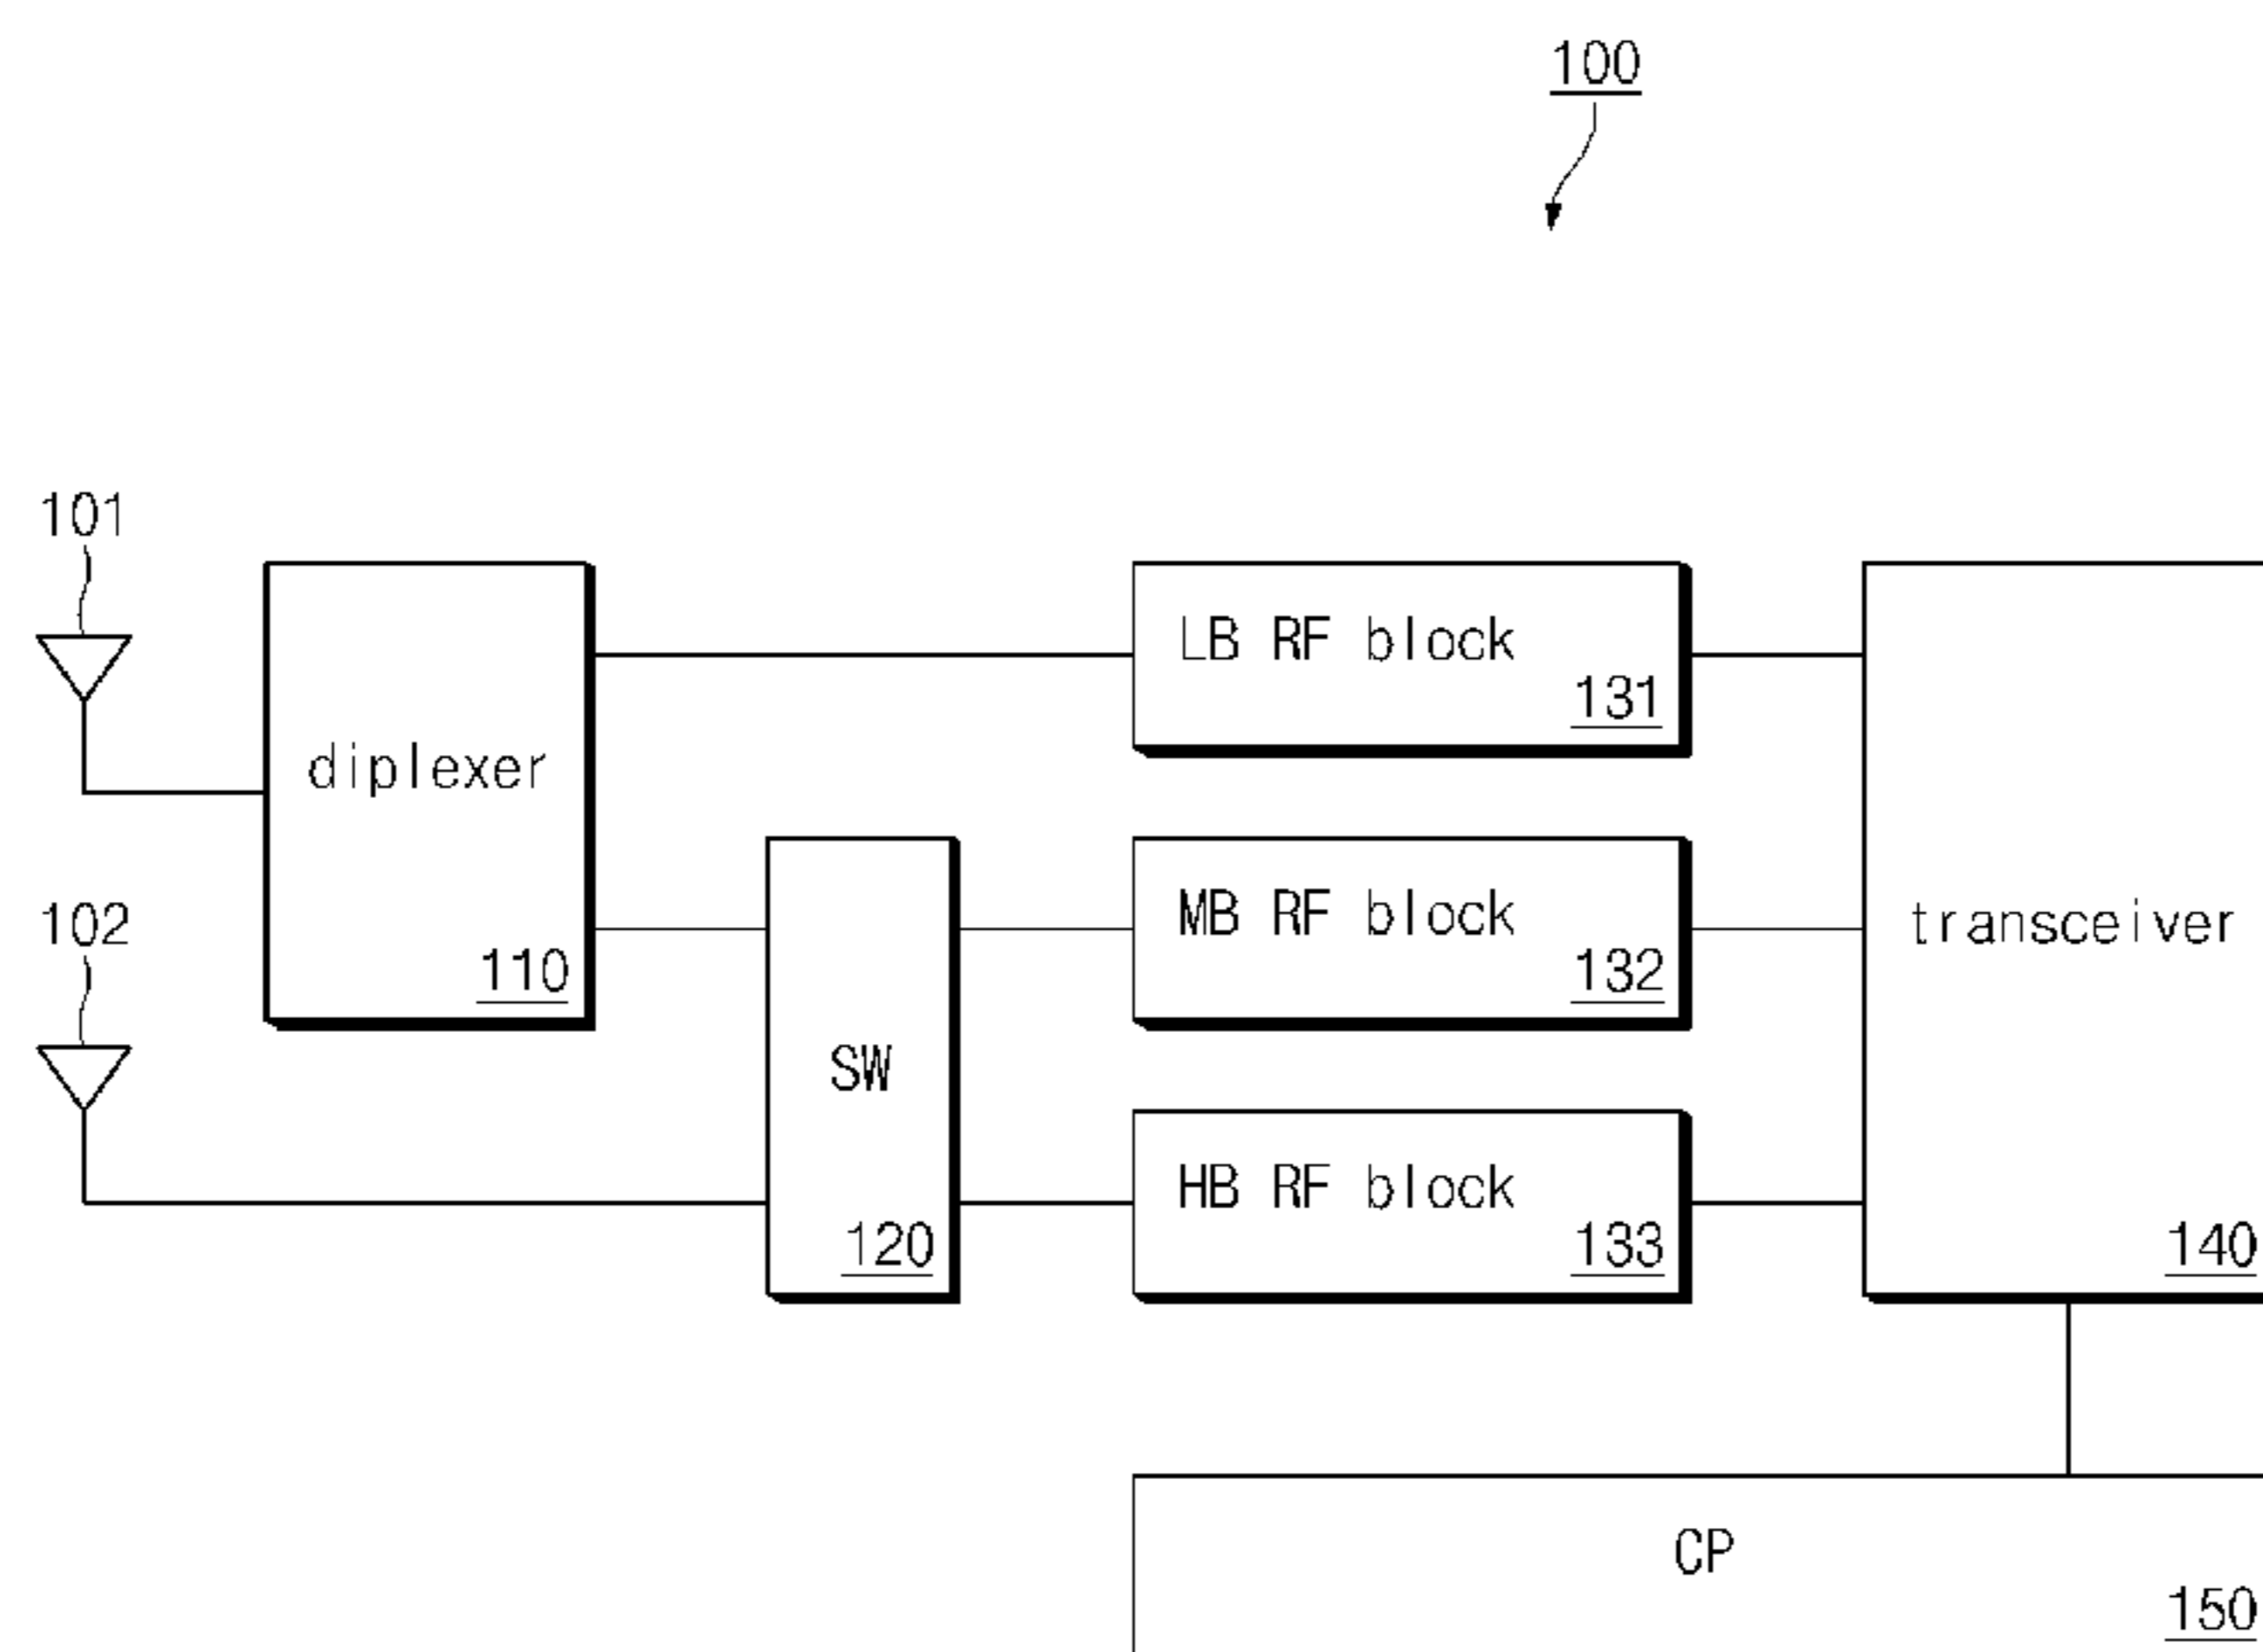 100
101
LB RF block
131
diplexer
102
110
MB RF block
132
transceiver
SW
120
HB RF block
133
140
CP
150